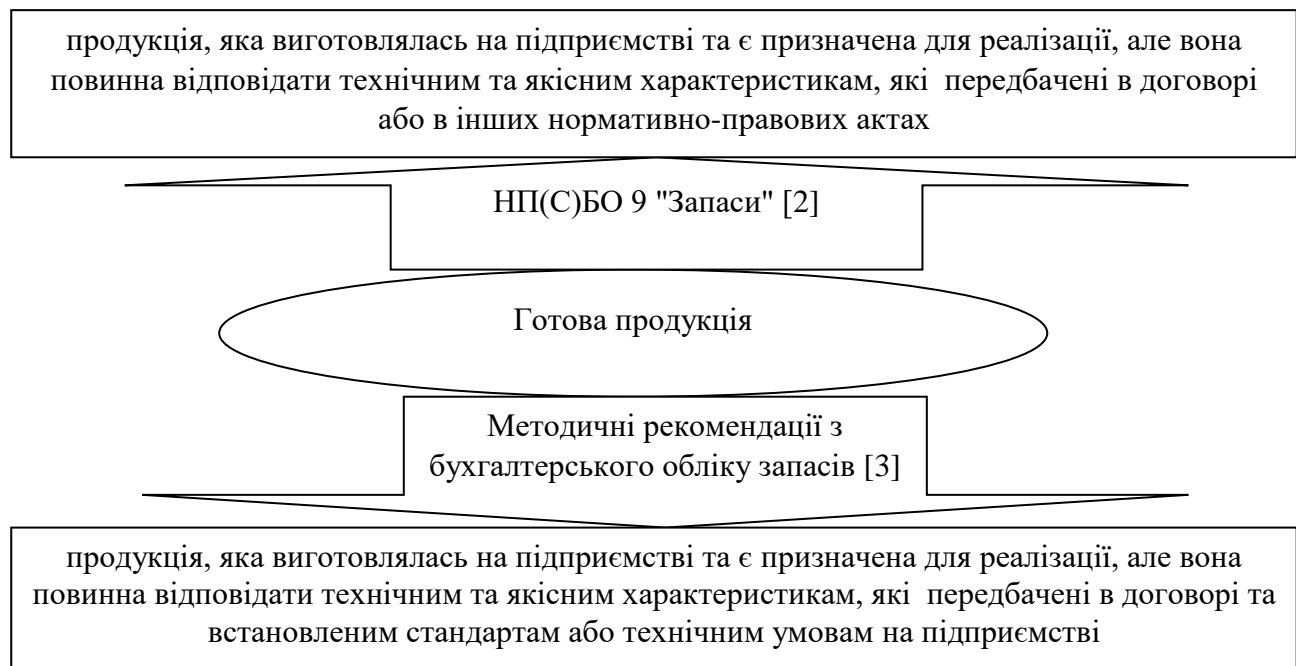 продукція, яка виготовлялась на підприємстві та є призначена для реалізації, але вона
повинна відповідати технічним та якісним характеристикам, які  передбачені в договорі
або в інших нормативно-правових актах
НП(С)БО 9 "Запаси" [2]
Готова продукція
Методичні рекомендації з
бухгалтерського обліку запасів [3]
продукція, яка виготовлялась на підприємстві та є призначена для реалізації, але вона
повинна відповідати технічним та якісним характеристикам, які  передбачені в договорі та
встановленим стандартам або технічним умовам на підприємстві